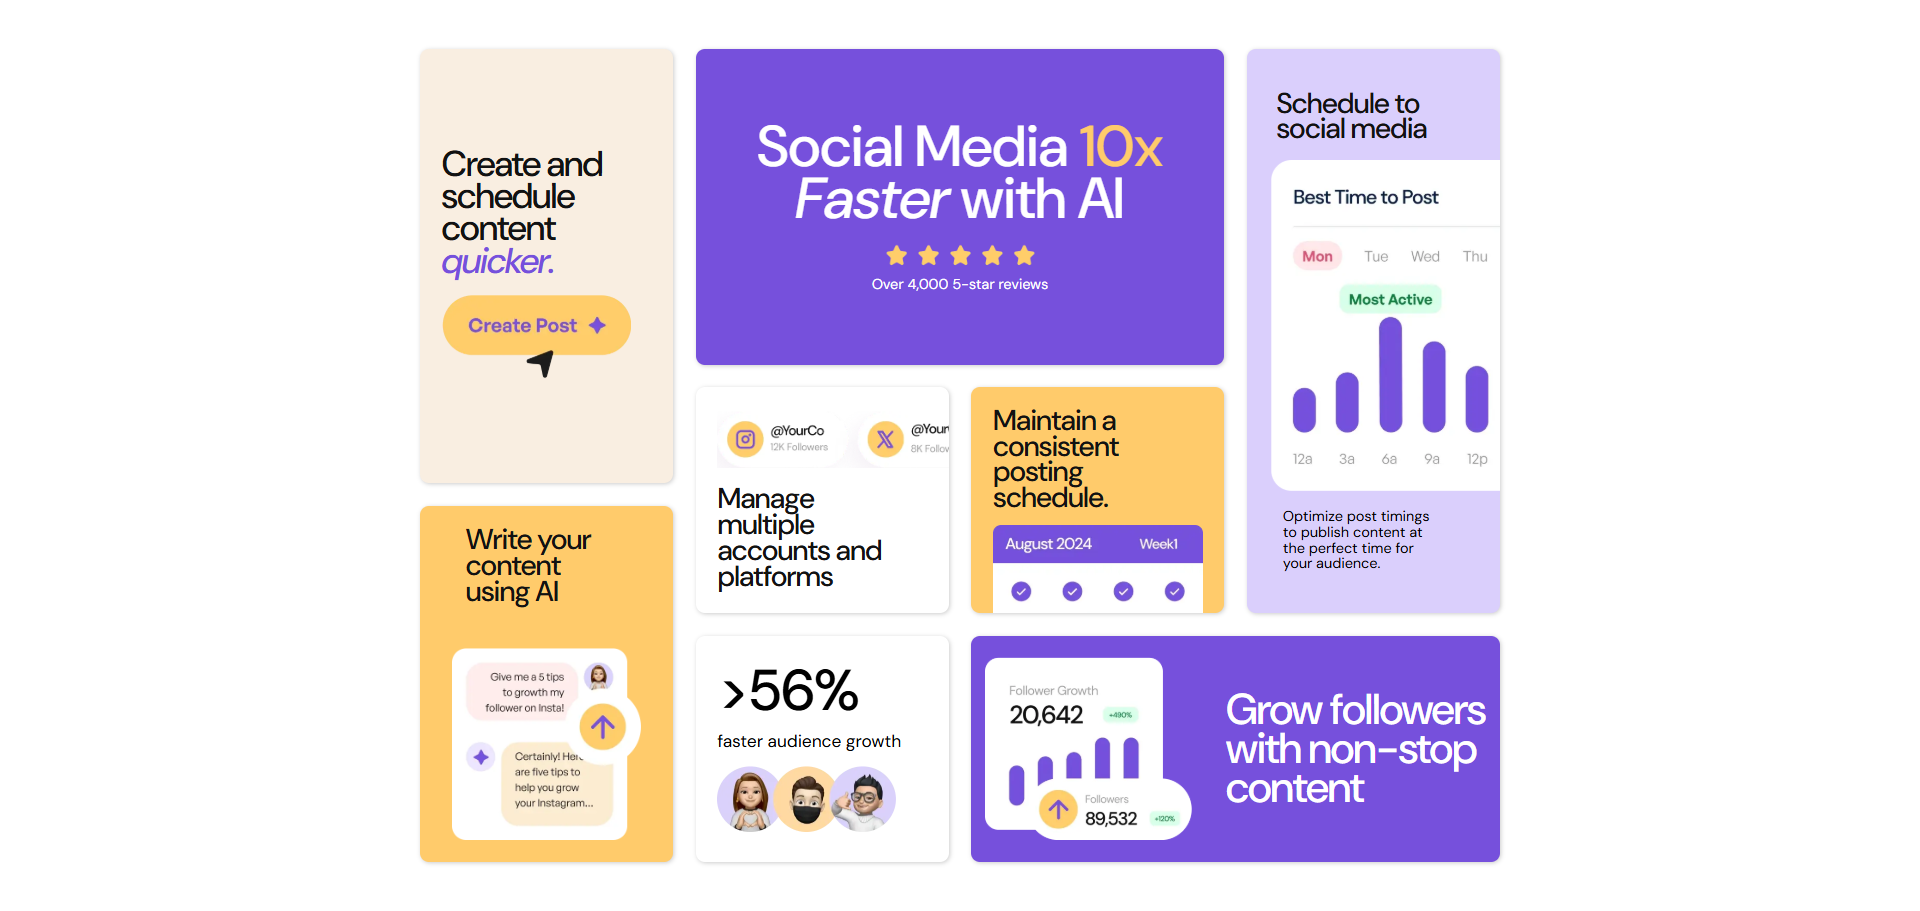 Create and
schedule
content
quicker.
Create Post
Social Media 10x
Faster with AI
Over 4,000 5-star reviews
Schedule to
social media
Best Time to Post
Mon Tue Wed Thu
Most Active
12a 3a 6a 9a 12p
Optimize post timings
to publish content at
the perfect time for
your audience.
@YourCo
12K Followers
@Your
8K Follow
Manage
multiple
accounts and
platforms
Maintain a
consistent
posting
schedule.
August 2024 Week1
Write your
content
using AI
Give me a 5 tips
to growth my
follower on Insta!
Certainly! Here
are five tips to
help you grow
your Instagram...
>56%
faster audience growth
Follower Growth
20,642 +490%
Followers
89,532 +120%
Grow followers
with non-stop
content